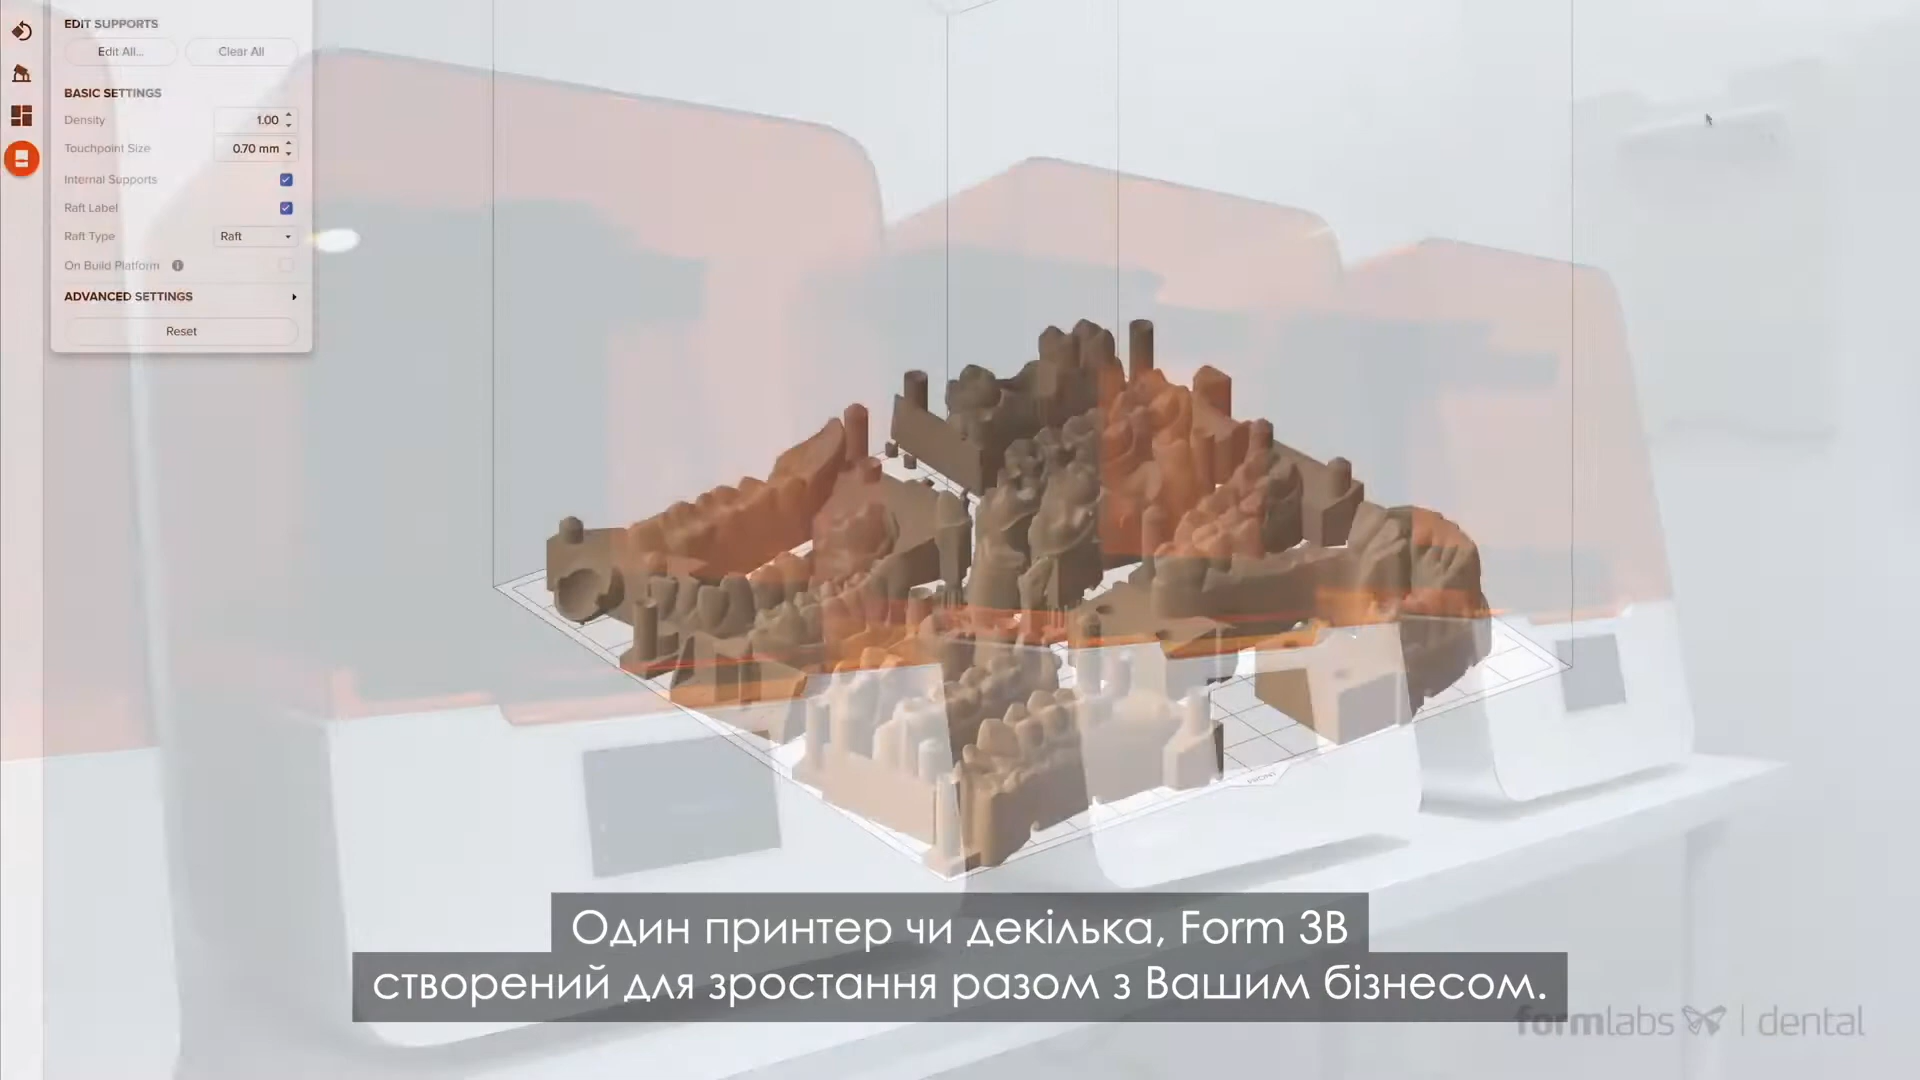 EDIT SUPPORTS
Edit All...
Clear All
BASIC SETTINGS
Density
1.00
Touchpoint Size
0.70 mm
Internal Supports
Raft Label
Raft Type
Raft
On Build Platform
ADVANCED SETTINGS
Reset
FRONT
Один принтер чи декілька, Form 3B
створений для зростання разом з Вашим бізнесом.
formlabs | dental